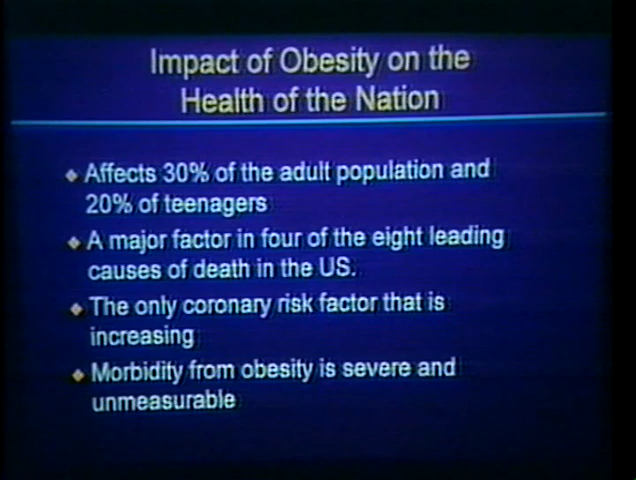 Impact of Obesity on the
Health of the Nation
Affects 30% of the adult population and
20% of teenagers
A major factor in four of the eight leading
causes of death in the US.
The only coronary risk factor that is
increasing
Morbidity from obesity is severe and
unmeasurable